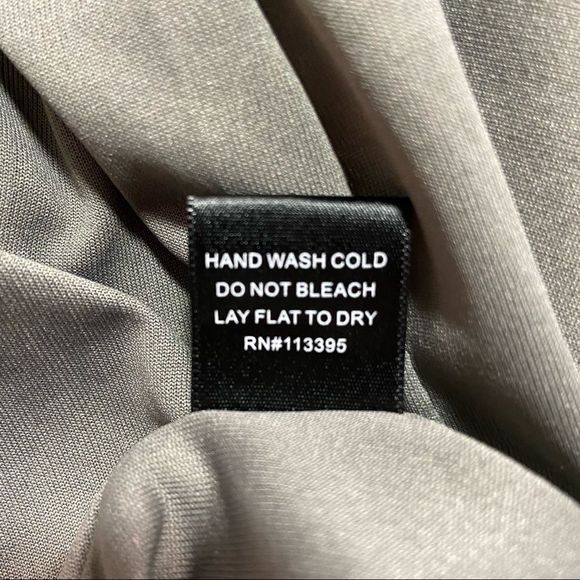 HAND WASH COLD
DO NOT BLEACH
LAY FLAT TO DRY
RN#113395